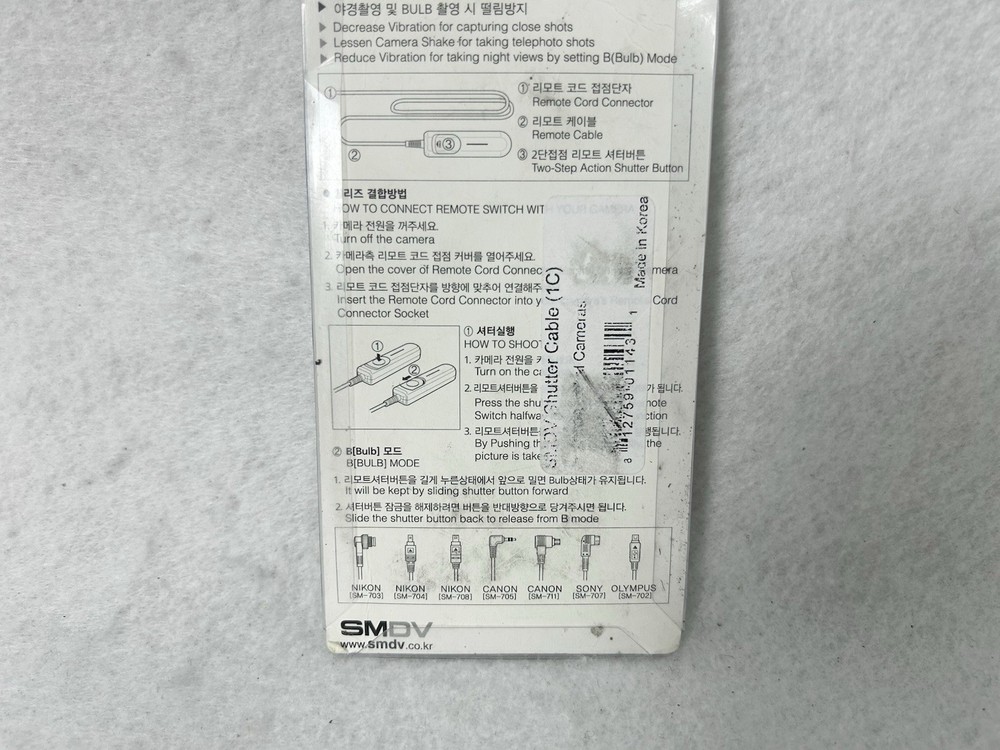 ▶ 야경촬영 및 BULB 촬영 시 떨림방지
▶ Decrease Vibration for capturing close shots
▶ Lessen Camera Shake for taking telephoto shots
▶ Reduce Vibration for taking night views by setting B(Bulb) Mode
①
②
③
① 리모트 코드 접점단자
Remote Cord Connector
② 리모트 케이블
Remote Cable
③ 2단접점 리모트 셔터버튼
Two-Step Action Shutter Button
리즈 결합방법
HOW TO CONNECT REMOTE SWITCH WIT
1. 카메라 전원을 꺼주세요.
Turn off the camera
2. 카메라측 리모트 코드 접점 커버를 열어주세요.
Open the cover of Remote Cord Connec mera
3. 리모트 코드 접점단자를 방향에 맞추어 연결해주
Insert the Remote Cord Connector into y Cord
Connector Socket
①
②
① 셔터실행
HOW TO SHOOT
1. 카메라 전원을
Turn on the ca
2. 리모트셔터버튼을 가 됩니다.
Press the shu mote
Switch halfwa ction
3. 리모트셔터버튼 행됩니다.
By Pushing th the
picture is take
SMDV Shutter Cable (1C)
Cameras
Made in Korea
8 12759 01143 1
② B[Bulb] 모드
B[BULB] MODE
1. 리모트셔터버튼을 길게 누른상태에서 앞으로 밀면 Bulb상태가 유지됩니다.
It will be kept by sliding shutter button forward
2. 셔터버튼 잠금을 해제하려면 버튼을 반대방향으로 당겨주시면 됩니다.
Slide the shutter button back to release from B mode
NIKON NIKON NIKON CANON CANON SONY OLYMPUS
[SM-703] [SM-704] [SM-708] [SM-705] [SM-711] [SM-707] [SM-702]
SMDV
www.smdv.co.kr